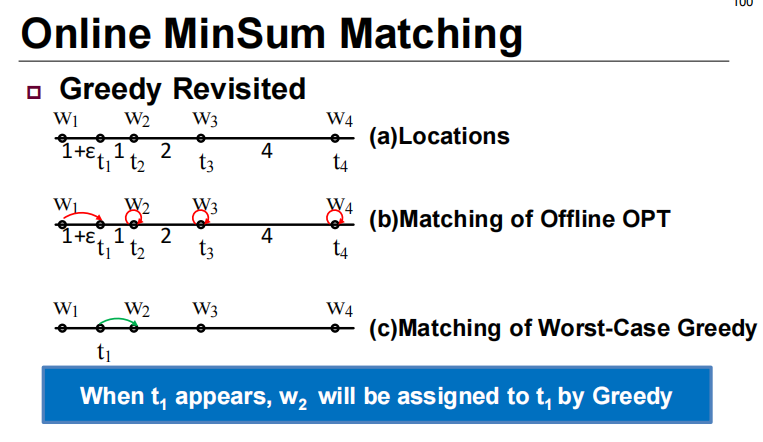 100
Online MinSum Matching
Greedy Revisited
W1 W2 W3 W4
1+ε t1 1 t2 2 t3 4 t4
(a)Locations
W1 W2 W3 W4
1+ε t1 1 t2 2 t3 4 t4
(b)Matching of Offline OPT
W1 W2 W3 W4
t1
(c)Matching of Worst-Case Greedy
When t1 appears, w2 will be assigned to t1 by Greedy